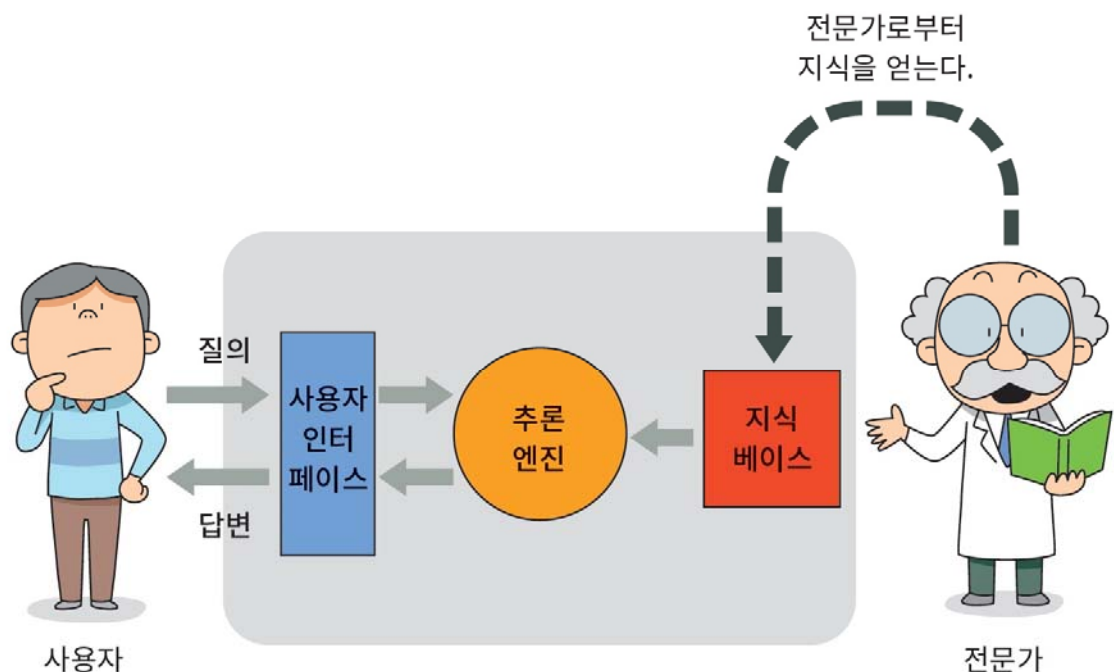 전문가로부터
지식을 얻는다.
질의
사용자
인터
페이스
추론
엔진
지식
베이스
답변
사용자
전문가